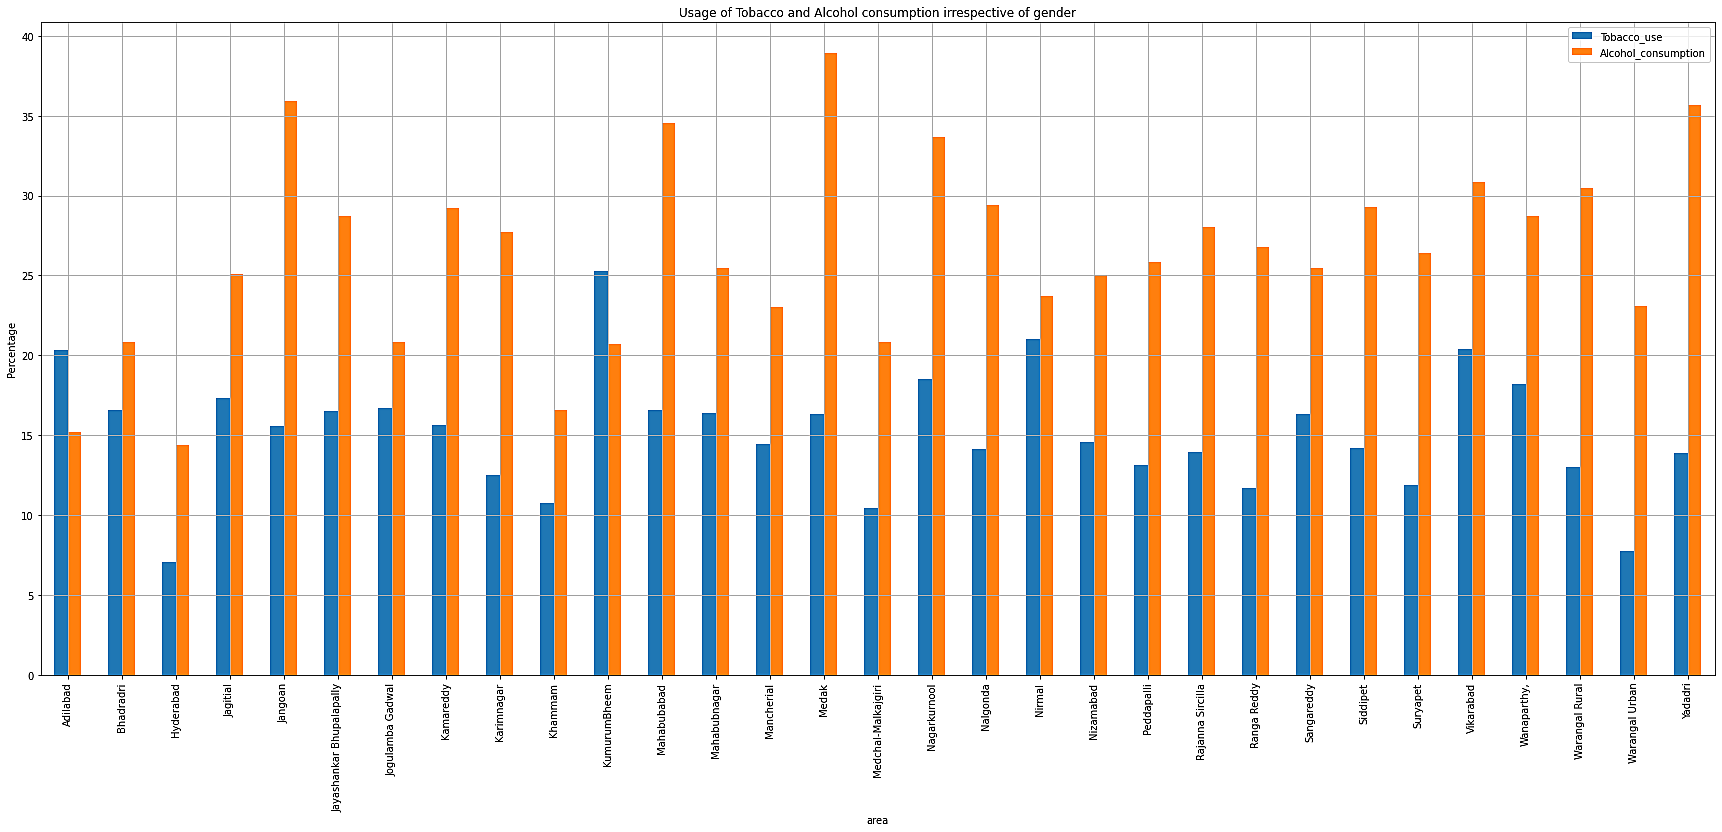 Usage of Tobacco and Alcohol consumption irrespective of gender
Tobacco_use
Alcohol_consumption
Percentage
40
35
30
25
20
15
10
5
0
Adilabad
Bhadradri
Hyderabad
Jagitial
Jangoan
Jayashankar Bhupalapally
Jogulamba Gadwal
Kamareddy
Karimnagar
Khammam
KumurumBheem
Mahabubabad
Mahabubnagar
Mancherial
Medak
Medchal-Malkajgiri
Nagarkurnool
Nalgonda
Nirmal
Nizamabad
Peddapalli
Rajanna Sircilla
Ranga Reddy
Sangareddy
Siddipet
Suryapet
Vikarabad
Wanaparthy,
Warangal Rural
Warangal Urban
Yadadri
area